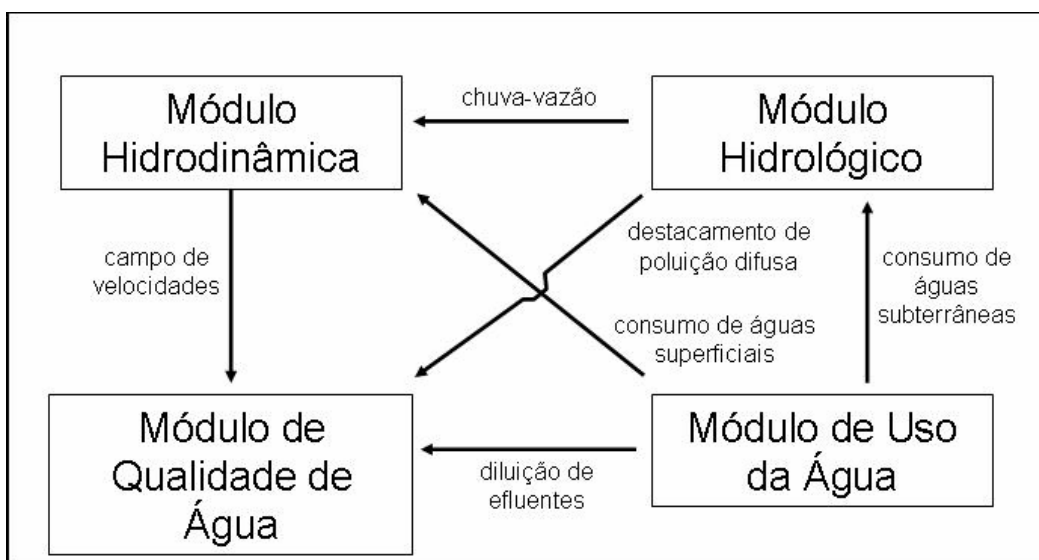 Módulo
Hidrodinâmica
chuva-vazão
Módulo
Hidrológico
campo de
velocidades
destacamento de
poluição difusa
consumo de
águas
subterrâneas
consumo de águas
superficiais
Módulo de
Qualidade de
Água
diluição de
efluentes
Módulo de Uso
da Água